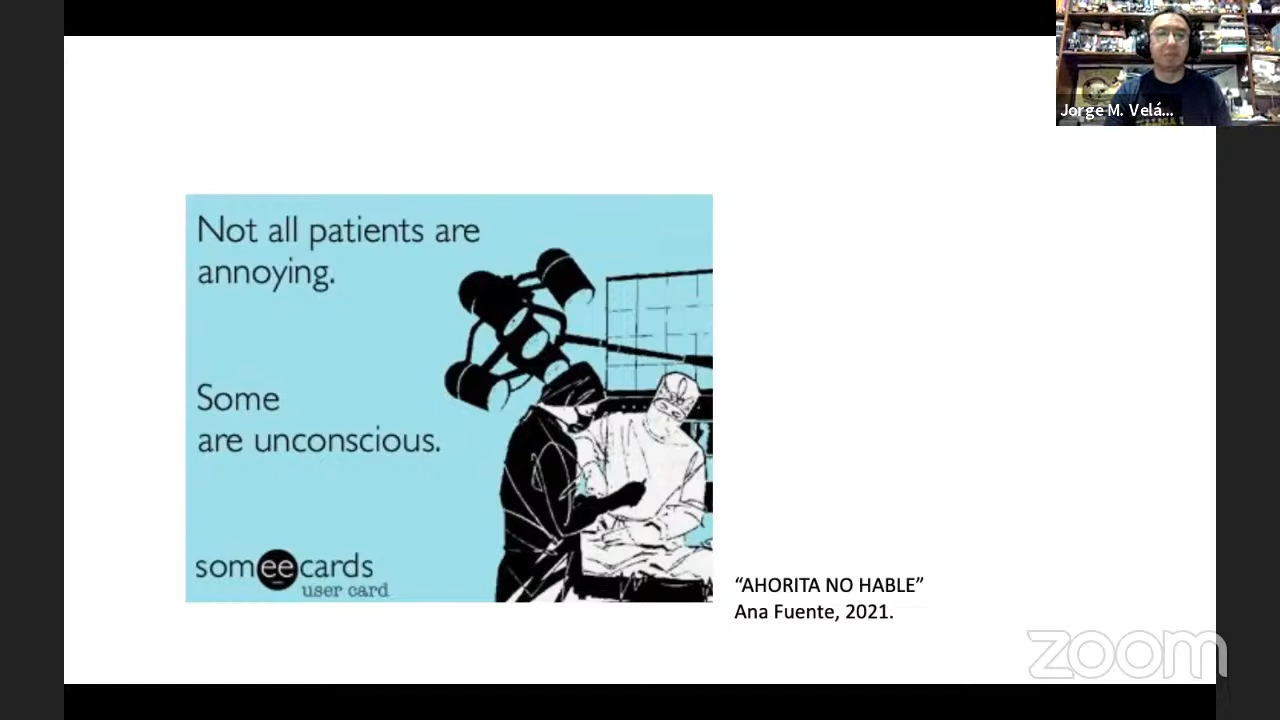 Jorge M. Velá...
Not all patients are
annoying.
Some
are unconscious.
someecards
user card
“AHORITA NO HABLE”
Ana Fuente, 2021.
zoom